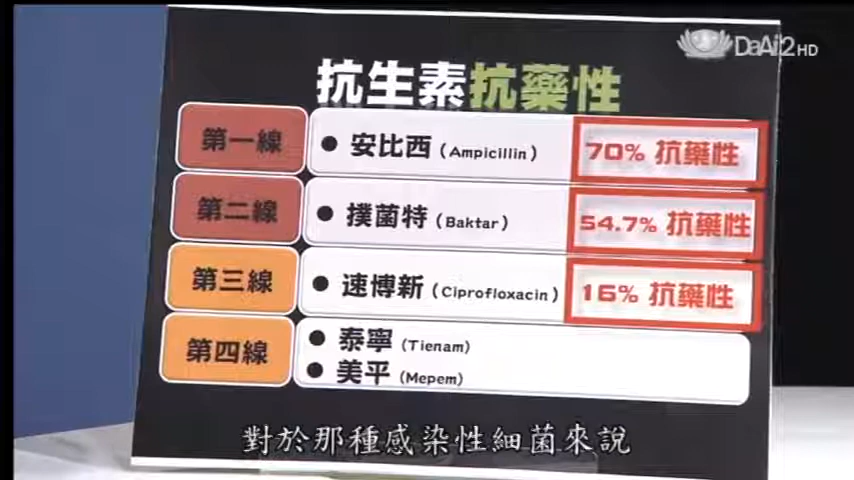 DaAi2HD
抗生素抗藥性
第一線 ● 安比西 (Ampicillin) 70% 抗藥性
第二線 ● 撲菌特 (Baktar) 54.7% 抗藥性
第三線 ● 速博新 (Ciprofloxacin) 16% 抗藥性
第四線 ● 泰寧 (Tienam)
● 美平 (Mepem)
對於那種感染性細菌來說